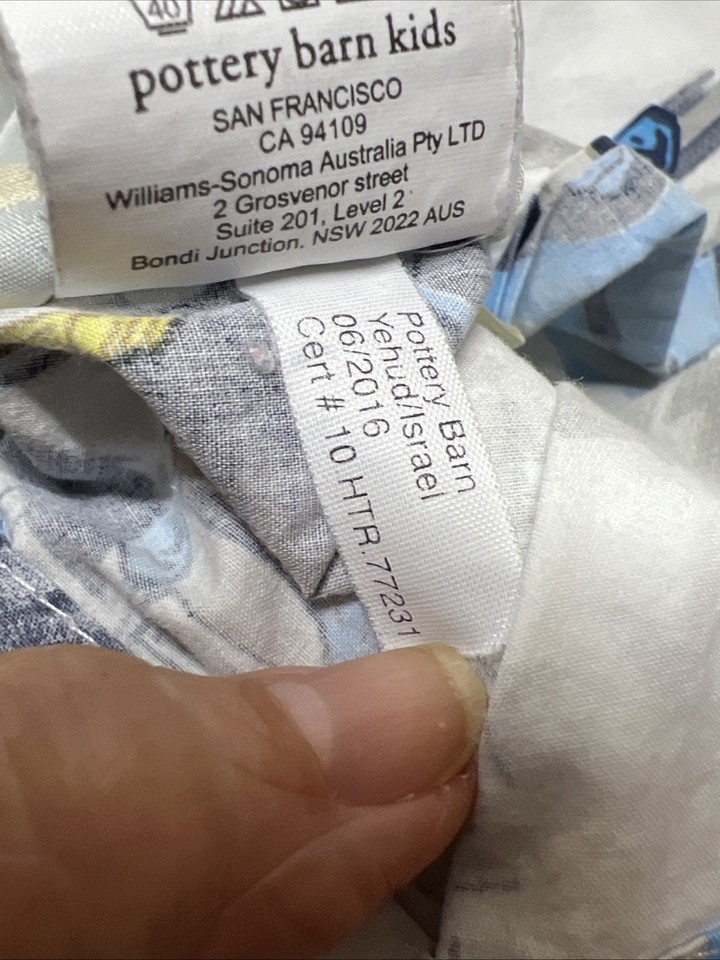 40
pottery barn kids
SAN FRANCISCO
CA 94109
Williams-Sonoma Australia Pty LTD
2 Grosvenor street
Suite 201, Level 2
Bondi Junction. NSW 2022 AUS
Pottery Barn
Yehud/Israel
06/2016
Cert # 10 HTR.77231